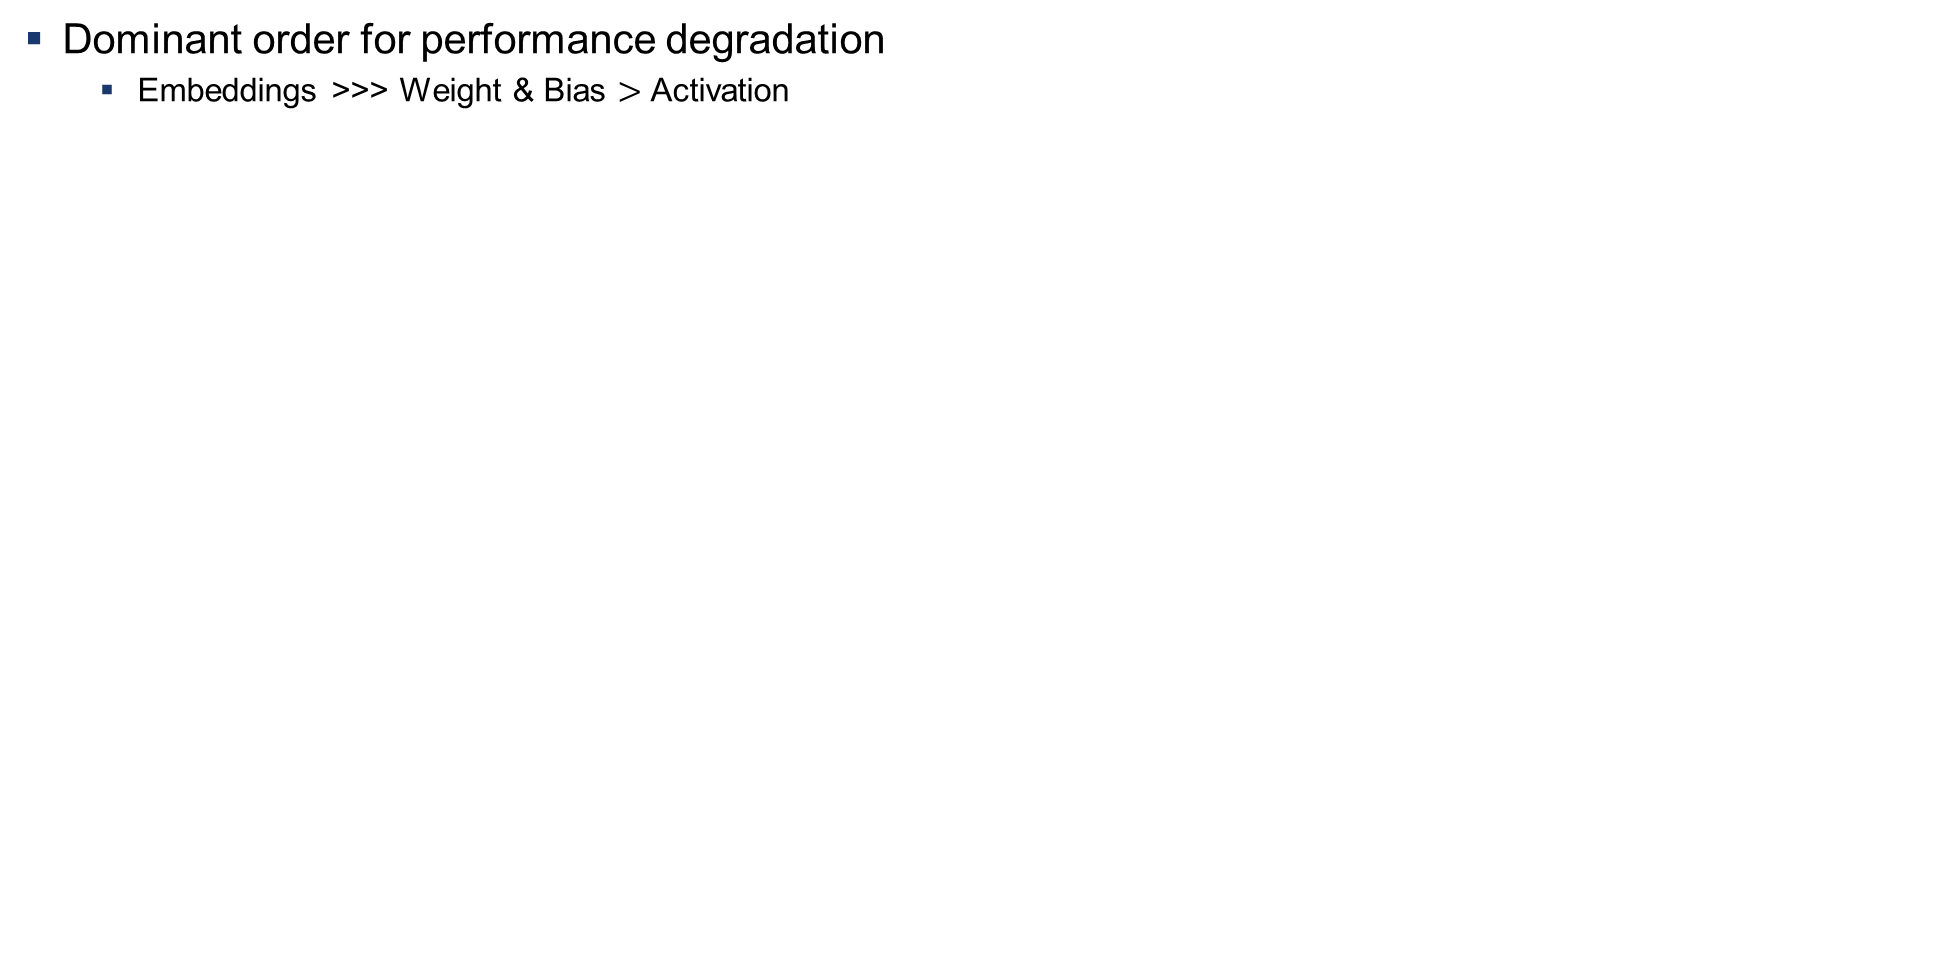 ▪ Dominant order for performance degradation
▪ Embeddings >>> Weight & Bias > Activation